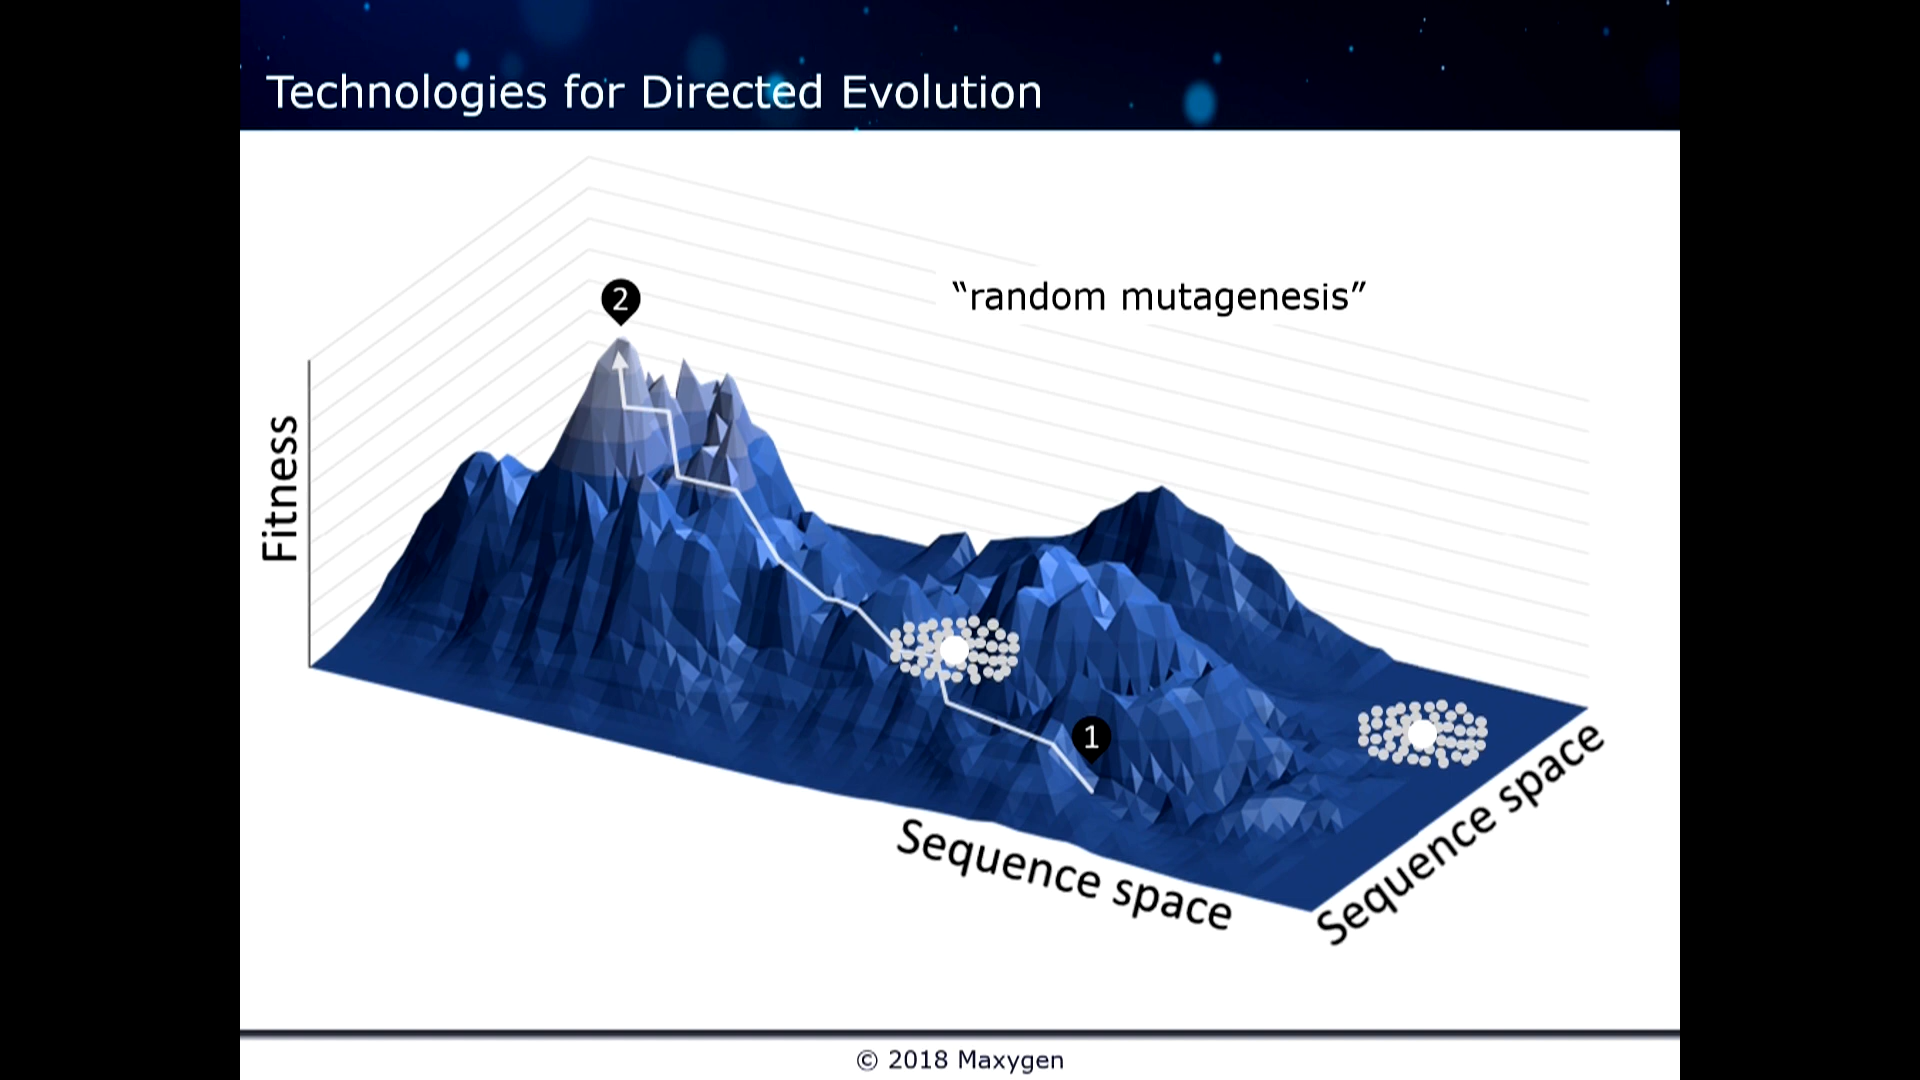 Technologies for Directed Evolution
“random mutagenesis”
2
Fitness
1
Sequence space
Sequence space
© 2018 Maxygen